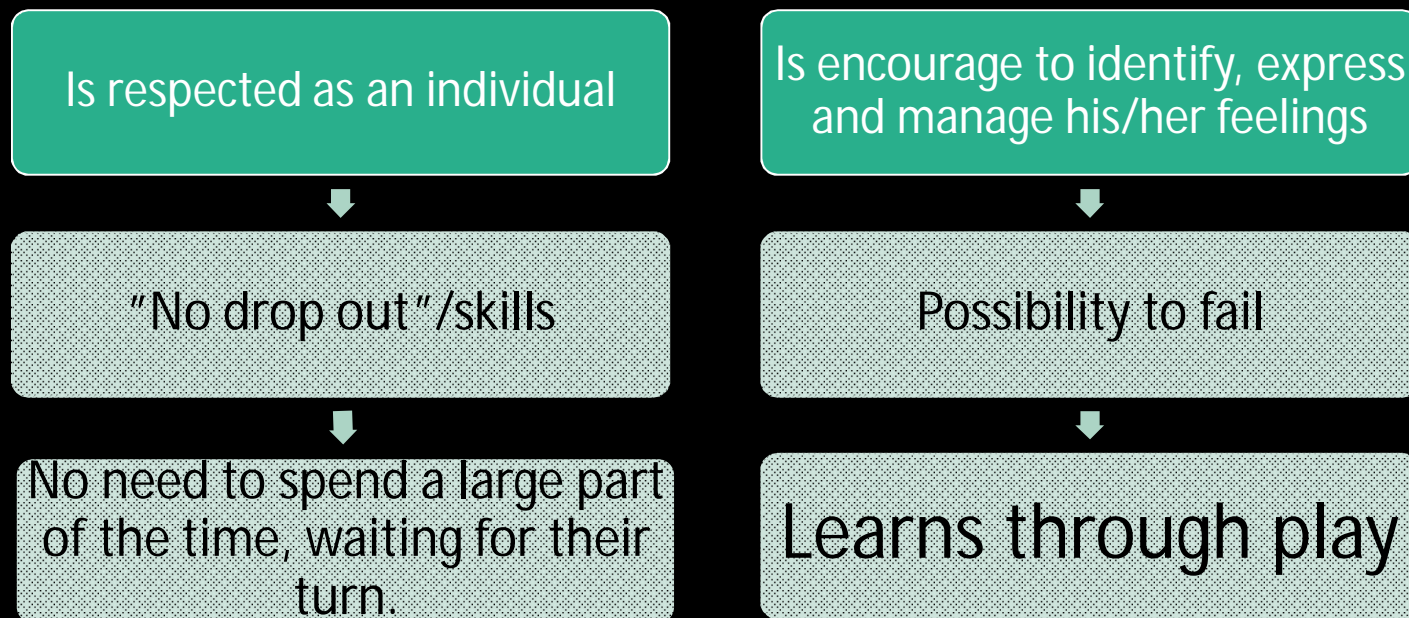 Is respected as an individual
"No drop out"/skills
No need to spend a large part
of the time, waiting for their
turn.
Is encourage to identify, express
and manage his/her feelings
Possibility to fail
Learns through play